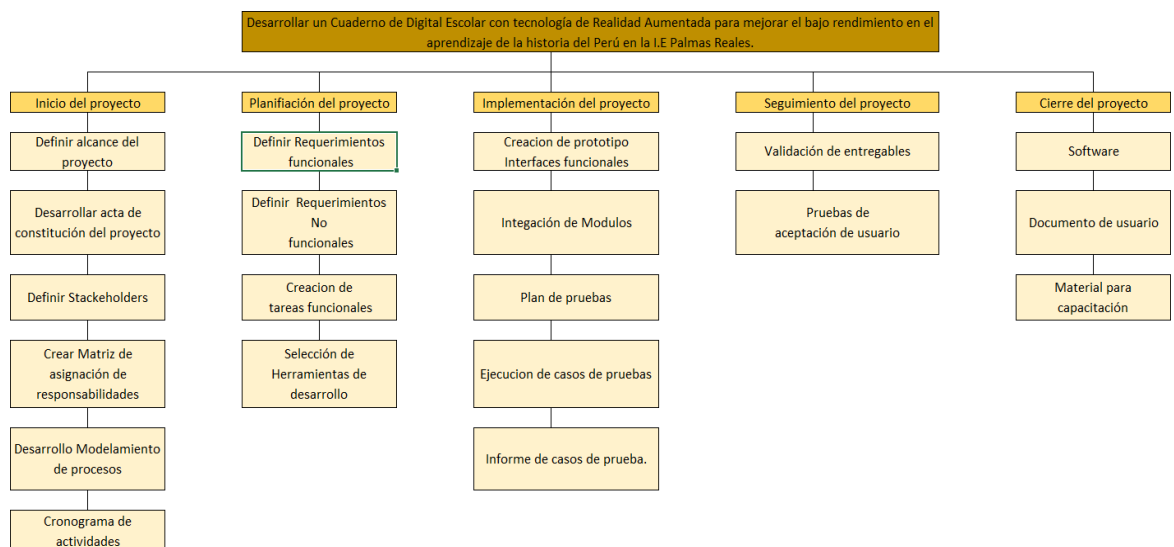 Desarrollar un Cuaderno de Digital Escolar con tecnología de Realidad Aumentada para mejorar el bajo rendimiento en el
aprendizaje de la historia del Perú en la I.E Palmas Reales.
Inicio del proyecto
Definir alcance del
proyecto
Desarrollar acta de
constitución del proyecto
Definir Stackeholders
Crear Matriz de
asignación de
responsabilidades
Desarrollo Modelamiento
de procesos
Cronograma de
actividades
Planifiación del proyecto
Definir Requerimientos
funcionales
Definir Requerimientos
No
funcionales
Creacion de
tareas funcionales
Selección de
Herramientas de
desarrollo
Implementación del proyecto
Creacion de prototipo
Interfaces funcionales
Integación de Modulos
Plan de pruebas
Ejecucion de casos de pruebas
Informe de casos de prueba.
Seguimiento del proyecto
Validación de entregables
Pruebas de
aceptación de usuario
Cierre del proyecto
Software
Documento de usuario
Material para
capacitación